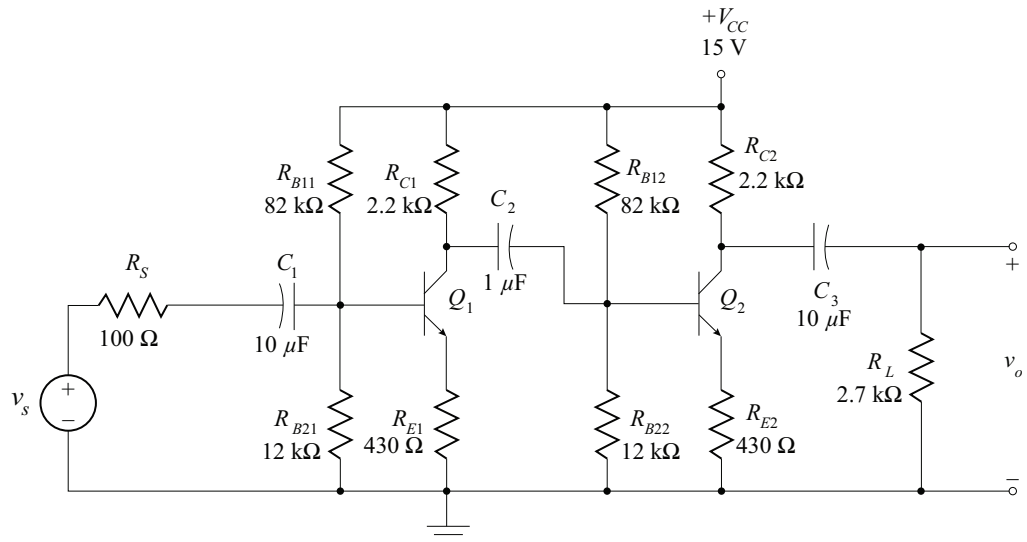 +V_CC
15 V
R_B11
82 kΩ
R_C1
2.2 kΩ
R_B12
82 kΩ
R_C2
2.2 kΩ
C_2
1 μF
R_S
100 Ω
C_1
10 μF
Q_1
Q_2
C_3
10 μF
+
v_s
+
−
R_B21
12 kΩ
R_E1
430 Ω
R_B22
12 kΩ
R_E2
430 Ω
R_L
2.7 kΩ
v_o
−